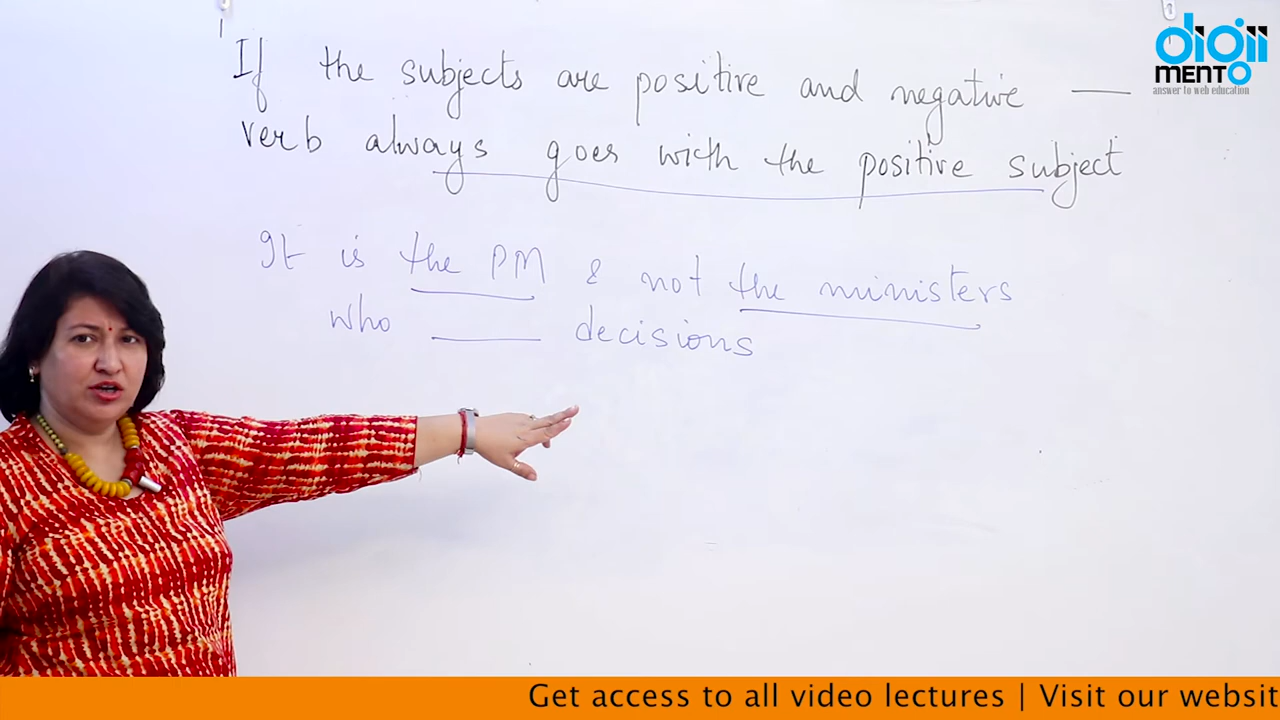 If the subjects are positive and negative —
verb always goes with the positive subject
It is the PM & not the ministers
who ____ decisions
digii
MENTO
answer to web education
Get access to all video lectures | Visit our websit